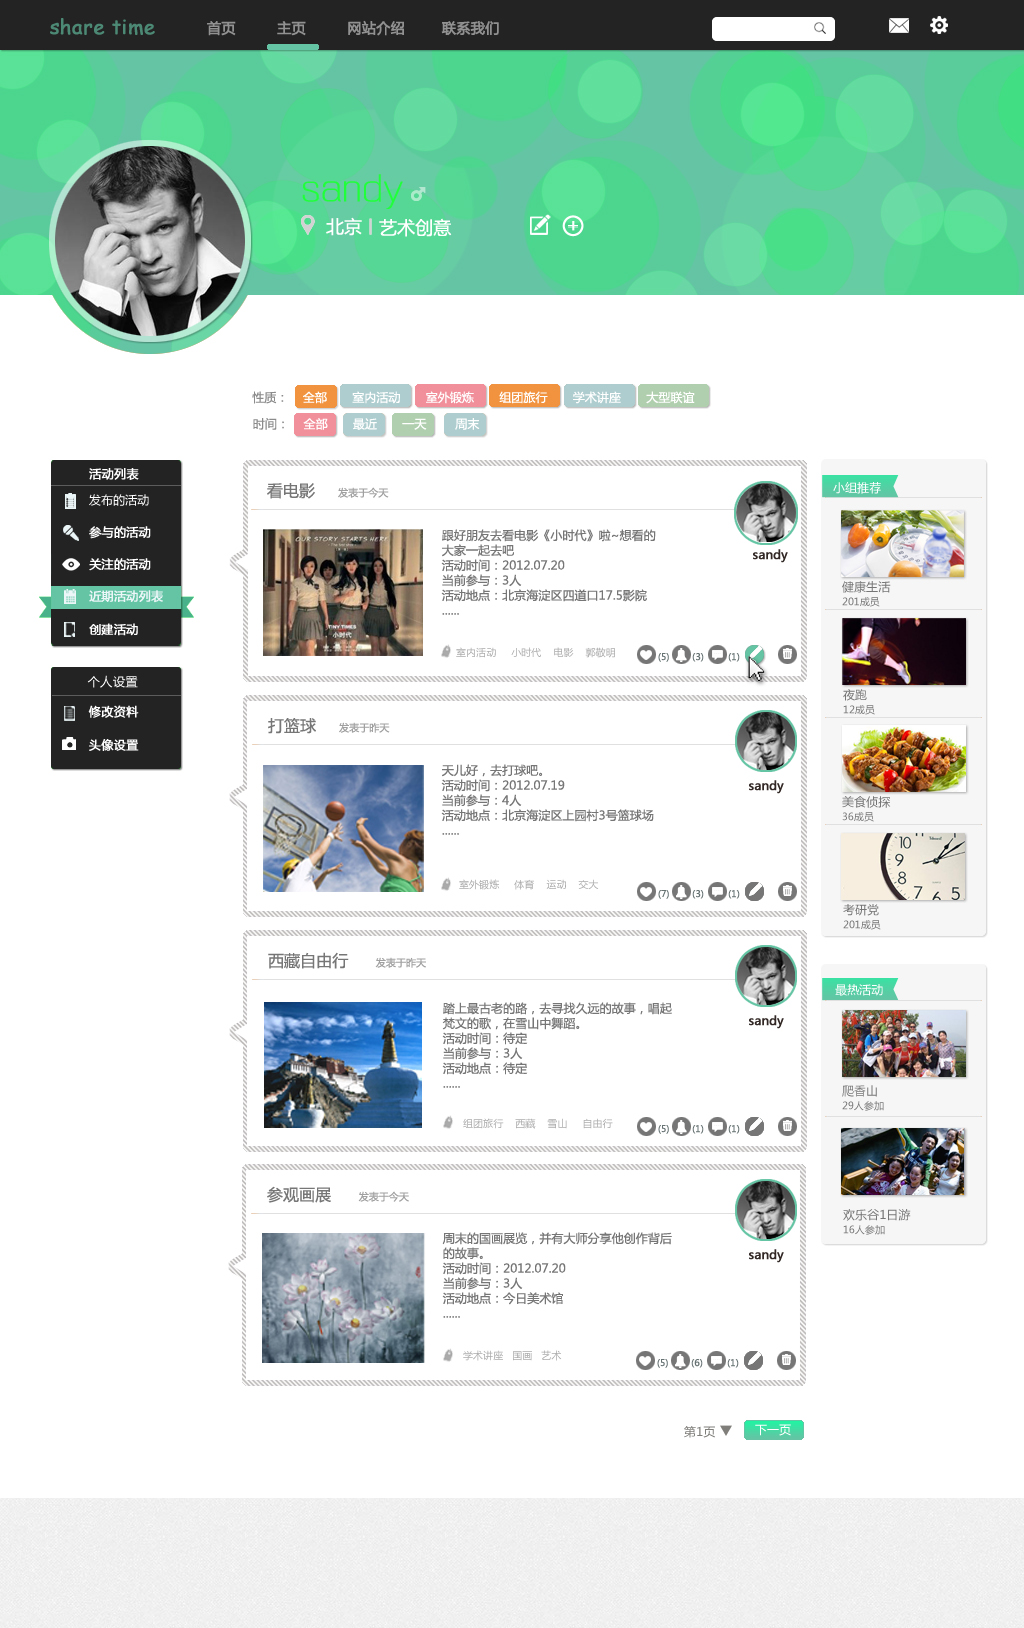 share time
首页 主页 网站介绍 联系我们
sandy
北京 | 艺术创意
性质： 全部 室内活动 室外锻炼 组团旅行 学术讲座 大型联谊
时间： 全部 最近 一天 周末
活动列表
发布的活动
参与的活动
关注的活动
近期活动列表
创建活动
个人设置
修改资料
头像设置
看电影 发表于今天
OUR STORY STARTS HERE
TINY TIMES
小时代
跟好朋友去看电影《小时代》啦~想看的
大家一起去吧
活动时间：2012.07.20
当前参与：3人
活动地点：北京海淀区四道口17.5影院
......
sandy
室内活动 小时代 电影 郭敬明
(5) (3) (1)
打篮球 发表于昨天
天儿好，去打球吧。
活动时间：2012.07.19
当前参与：4人
活动地点：北京海淀区上园村3号篮球场
......
sandy
室外锻炼 体育 运动 交大
(7) (3) (1)
西藏自由行 发表于昨天
踏上最古老的路，去寻找久远的故事，唱起
梵文的歌，在雪山中舞蹈。
活动时间：待定
当前参与：3人
活动地点：待定
......
sandy
组团旅行 西藏 雪山 自由行
(5) (1) (1)
参观画展 发表于今天
周末的国画展览，并有大师分享他创作背后
的故事。
活动时间：2012.07.20
当前参与：3人
活动地点：今日美术馆
......
sandy
学术讲座 国画 艺术
(5) (6) (1)
第1页 ▼ 下一页
小组推荐
健康生活
201成员
夜跑
12成员
美食侦探
36成员
10 11 12 1 2 9 3 8 7 6 5
考研党
201成员
最热活动
爬香山
29人参加
欢乐谷1日游
16人参加